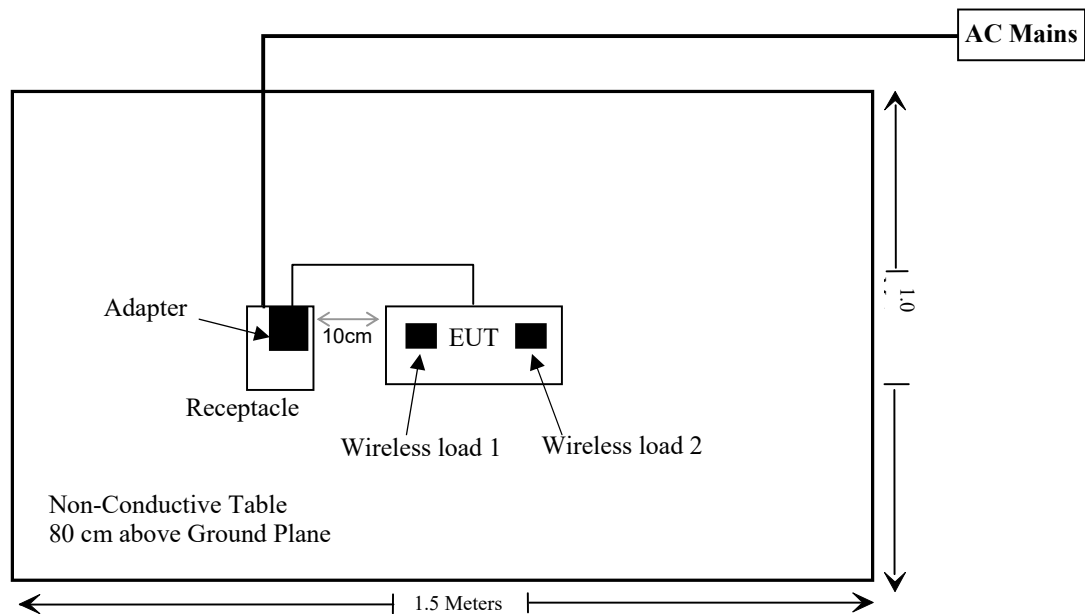 AC Mains
Adapter
10cm
EUT
Receptacle
Wireless load 1
Wireless load 2
1.0
Non-Conductive Table
80 cm above Ground Plane
1.5 Meters